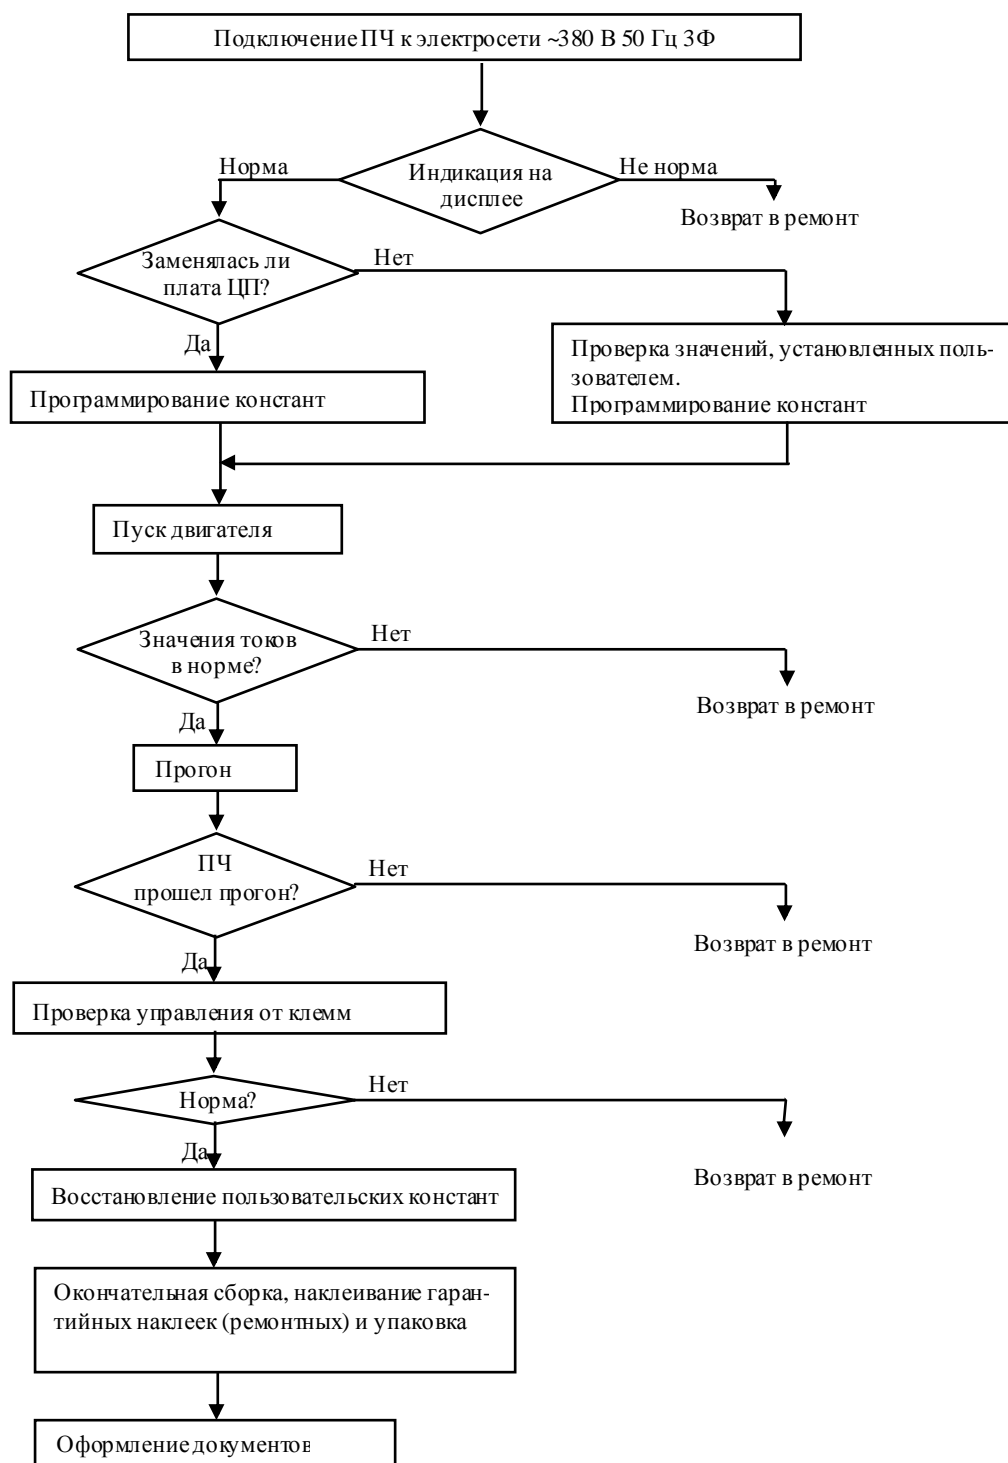 Подключение ПЧ к электросети ~380 В 50 Гц 3Ф
Норма
Индикация на
дисплее
Не норма
Возврат в ремонт
Заменялась ли
плата ЦП?
Нет
Да
Проверка значений, установленных поль-
зователем.
Программирование констант
Программирование констант
Пуск двигателя
Значения токов
в норме?
Нет
Возврат в ремонт
Да
Прогон
ПЧ
прошел прогон?
Нет
Возврат в ремонт
Да
Проверка управления от клемм
Норма?
Нет
Да
Возврат в ремонт
Восстановление пользовательских констант
Окончательная сборка, наклеивание гаран-
тийных наклеек (ремонтных) и упаковка
Оформление документов